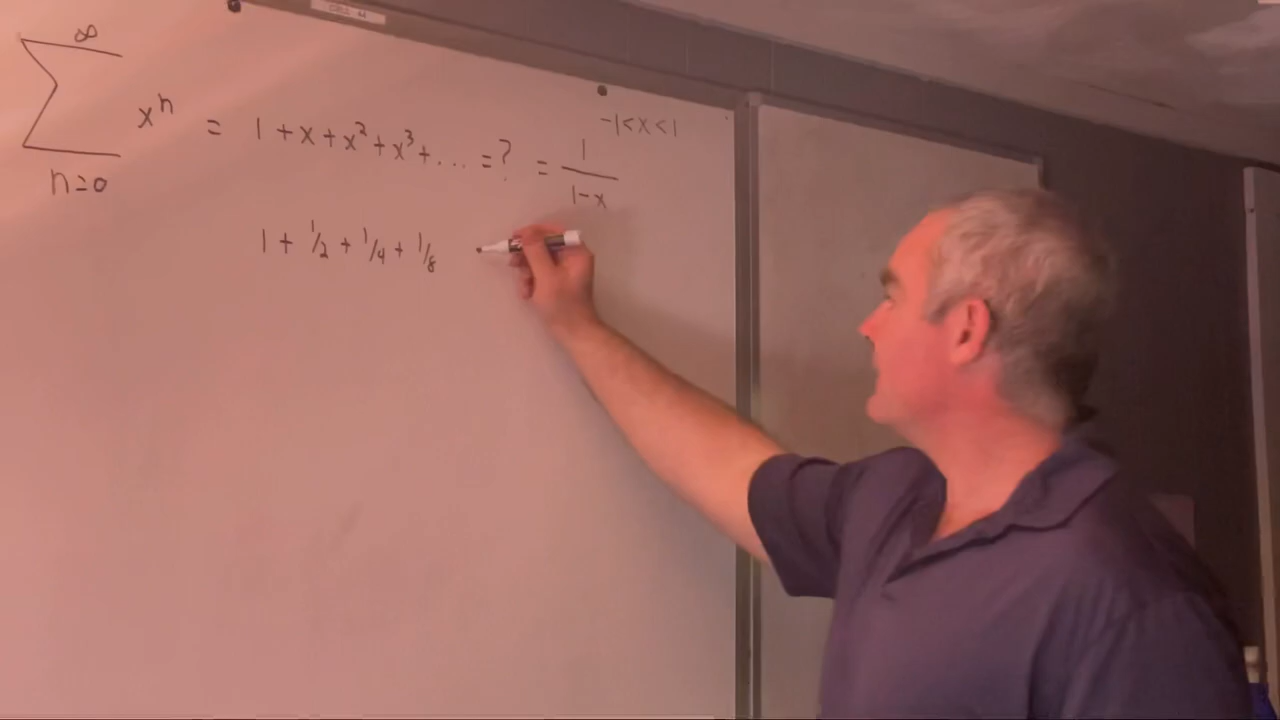 ∞
∑ xⁿ = 1 + x + x² + x³ + .... = ? = 1/(1-x) -1<x<1
n=0
1 + 1/2 + 1/4 + 1/8